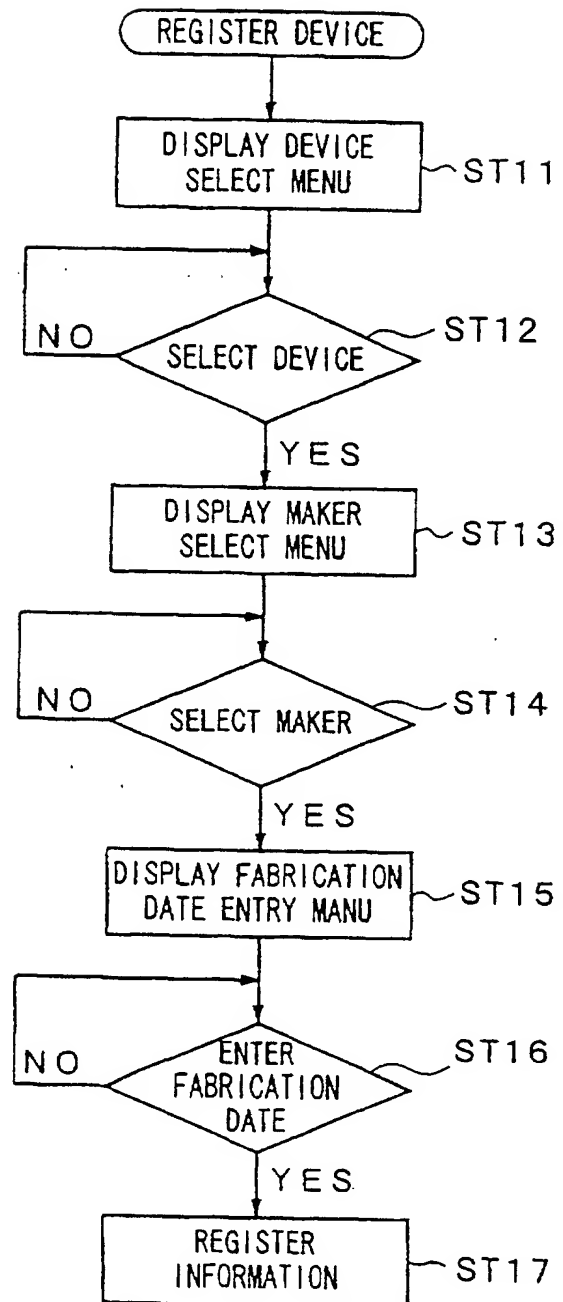 REGISTER DEVICE
DISPLAY DEVICE
SELECT MENU
ST11
NO
SELECT DEVICE
ST12
YES
DISPLAY MAKER
SELECT MENU
ST13
NO
SELECT MAKER
ST14
YES
DISPLAY FABRICATION
DATE ENTRY MANU
ST15
NO
ENTER
FABRICATION
DATE
ST16
YES
REGISTER
INFORMATION
ST17